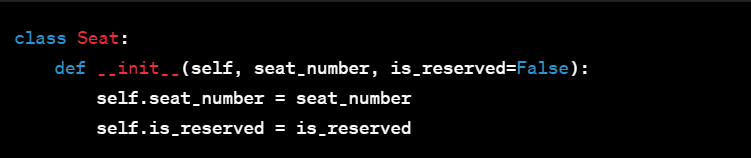 class Seat:
    def __init__(self, seat_number, is_reserved=False):
        self.seat_number = seat_number
        self.is_reserved = is_reserved